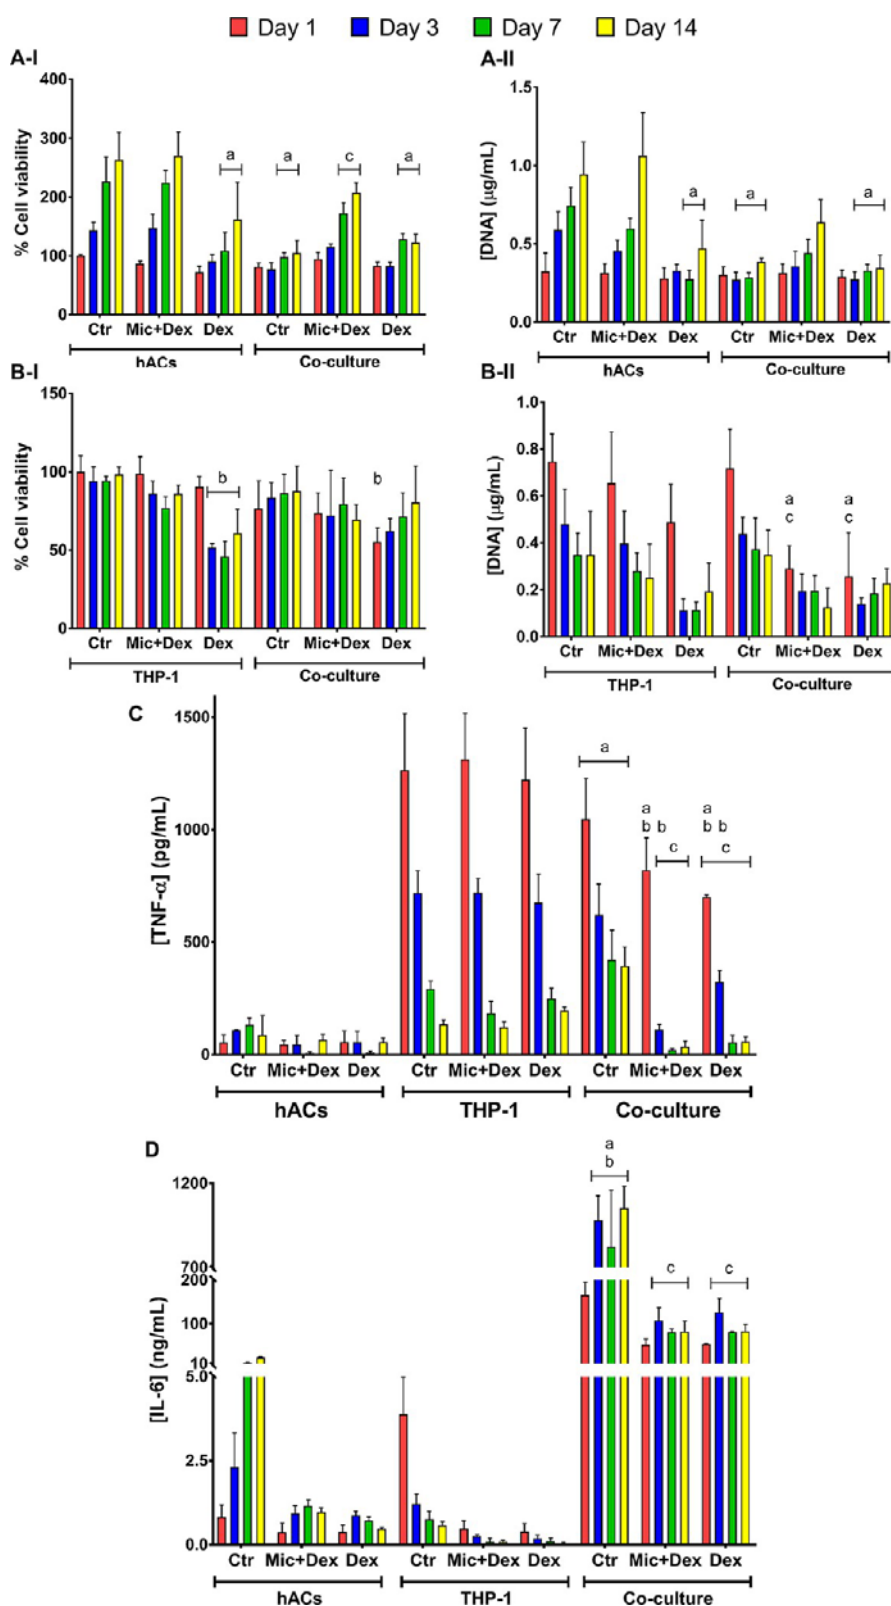 Day 1 Day 3 Day 7 Day 14
A-I
% Cell viability
400
300
200
100
0
a a c a
Ctr Mic+Dex Dex Ctr Mic+Dex Dex
hACs Co-culture
A-II
[DNA] (µg/mL)
1.5
1.0
0.5
0.0
a a a
Ctr Mic+Dex Dex Ctr Mic+Dex Dex
hACs Co-culture
B-I
% Cell viability
150
100
50
0
b b
Ctr Mic+Dex Dex Ctr Mic+Dex Dex
THP-1 Co-culture
B-II
[DNA] (µg/mL)
1.0
0.8
0.6
0.4
0.2
0.0
a a
c c
Ctr Mic+Dex Dex Ctr Mic+Dex Dex
THP-1 Co-culture
C
[TNF-α] (pg/mL)
1500
1000
500
0
a
a a
b b b b
c c
Ctr Mic+Dex Dex Ctr Mic+Dex Dex Ctr Mic+Dex Dex
hACs THP-1 Co-culture
D
[IL-6] (ng/mL)
1200
700
200
100
10
5.0
2.5
0.0
a
b
c c
Ctr Mic+Dex Dex Ctr Mic+Dex Dex Ctr Mic+Dex Dex
hACs THP-1 Co-culture